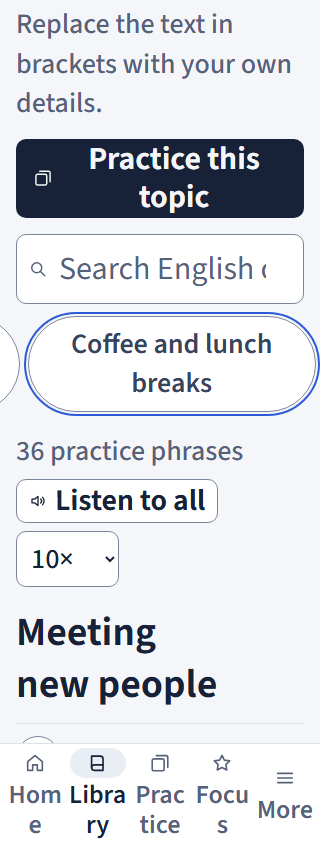 Replace the text in
brackets with your own
details.
Practice this
topic
Search English
Coffee and lunch
breaks
36 practice phrases
Listen to all
10×
Meeting
new people
Hom
e
Libra
ry
Prac
tice
Focu
s
More